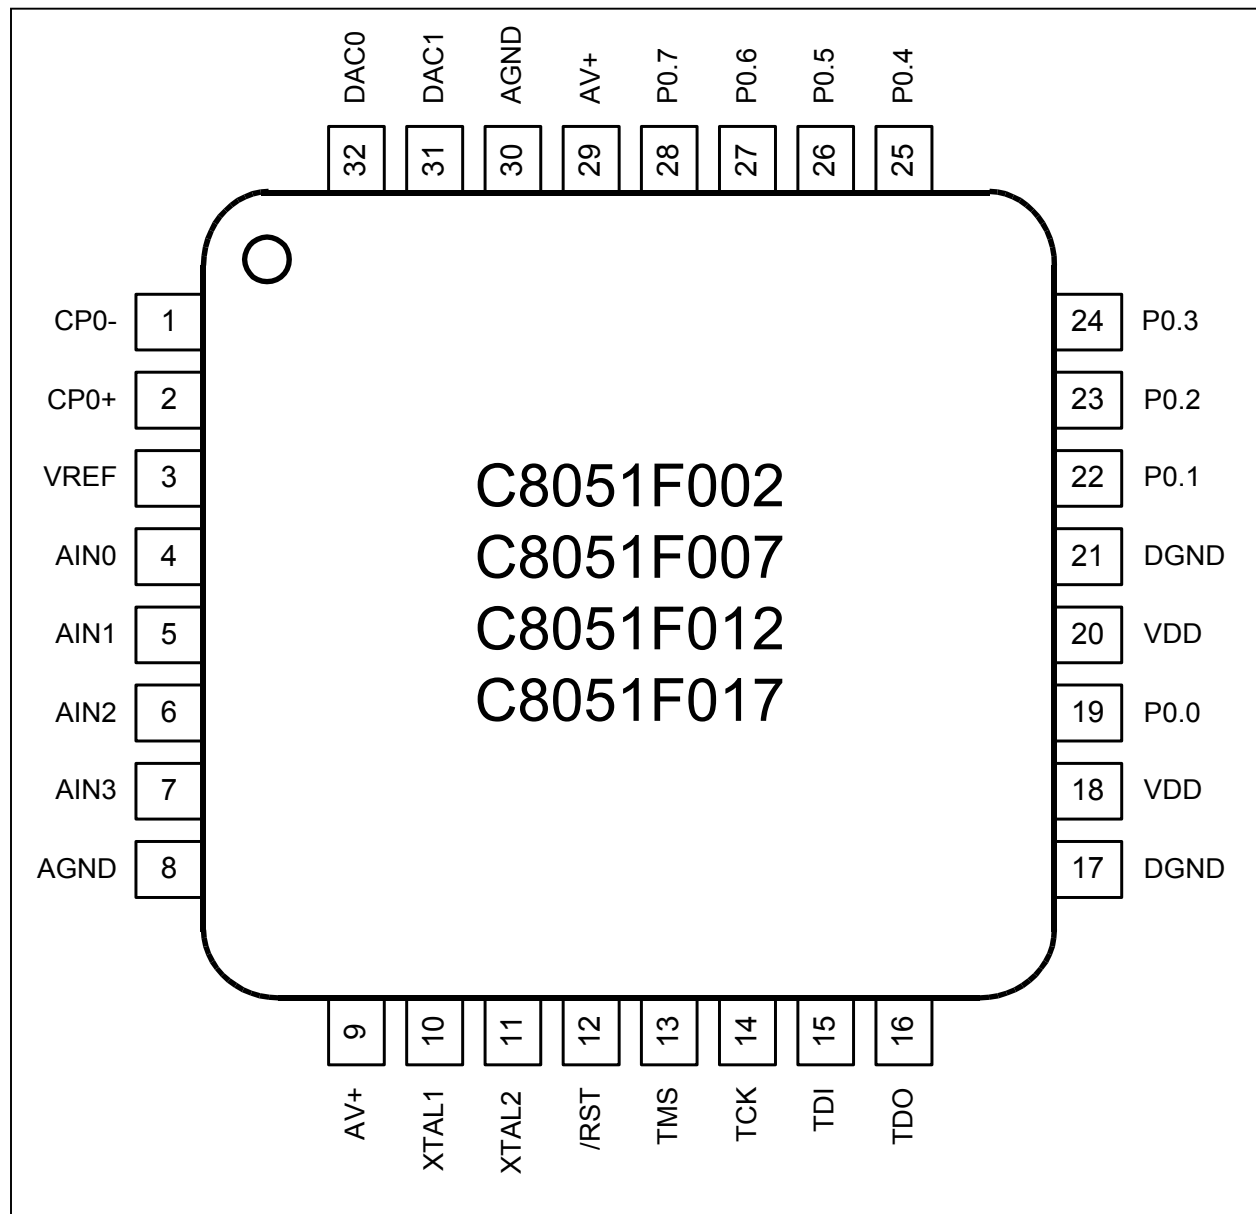 DAC0
DAC1
AGND
AV+
P0.7
P0.6
P0.5
P0.4
32
31
30
29
28
27
26
25
CP0- 1
CP0+ 2
VREF 3
AIN0 4
AIN1 5
AIN2 6
AIN3 7
AGND 8
C8051F002
C8051F007
C8051F012
C8051F017
24 P0.3
23 P0.2
22 P0.1
21 DGND
20 VDD
19 P0.0
18 VDD
17 DGND
9
10
11
12
13
14
15
16
AV+
XTAL1
XTAL2
/RST
TMS
TCK
TDI
TDO